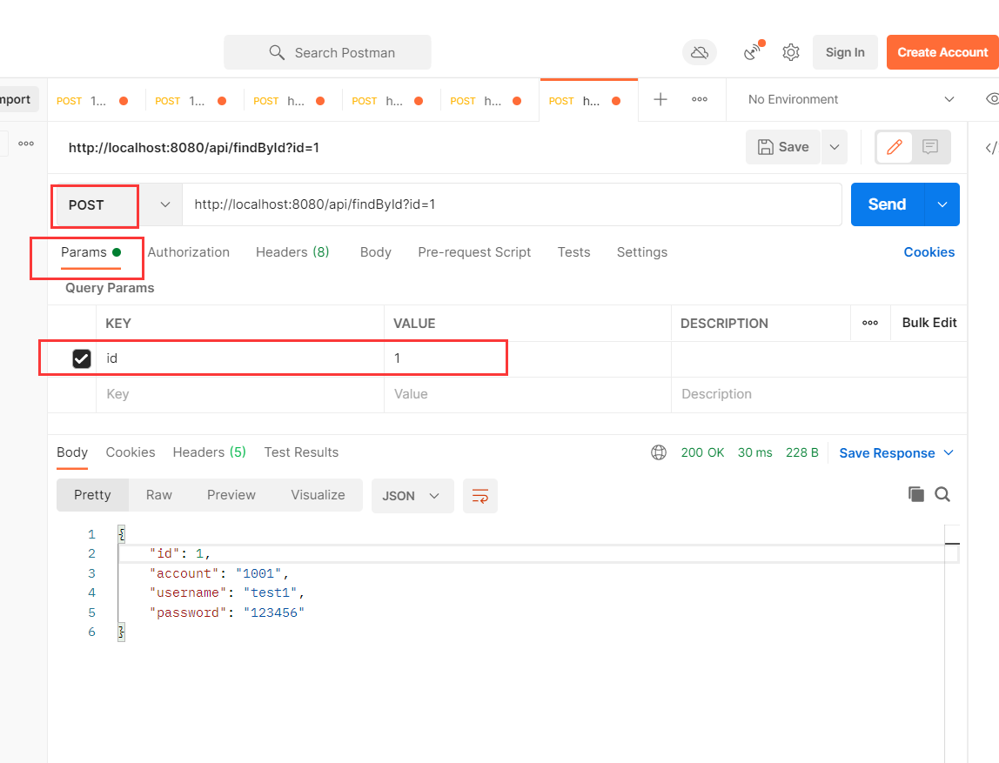 Search Postman
Sign In
Create Account
mport
POST 1...
POST 1...
POST h...
POST h...
POST h...
POST h...
No Environment
http://localhost:8080/api/findById?id=1
Save
POST
http://localhost:8080/api/findById?id=1
Send
Params
Authorization
Headers (8)
Body
Pre-request Script
Tests
Settings
Cookies
Query Params
KEY
VALUE
DESCRIPTION
Bulk Edit
id
1
Key
Value
Description
Body
Cookies
Headers (5)
Test Results
200 OK
30 ms
228 B
Save Response
Pretty
Raw
Preview
Visualize
JSON
1 {
2 "id": 1,
3 "account": "1001",
4 "username": "test1",
5 "password": "123456"
6 }